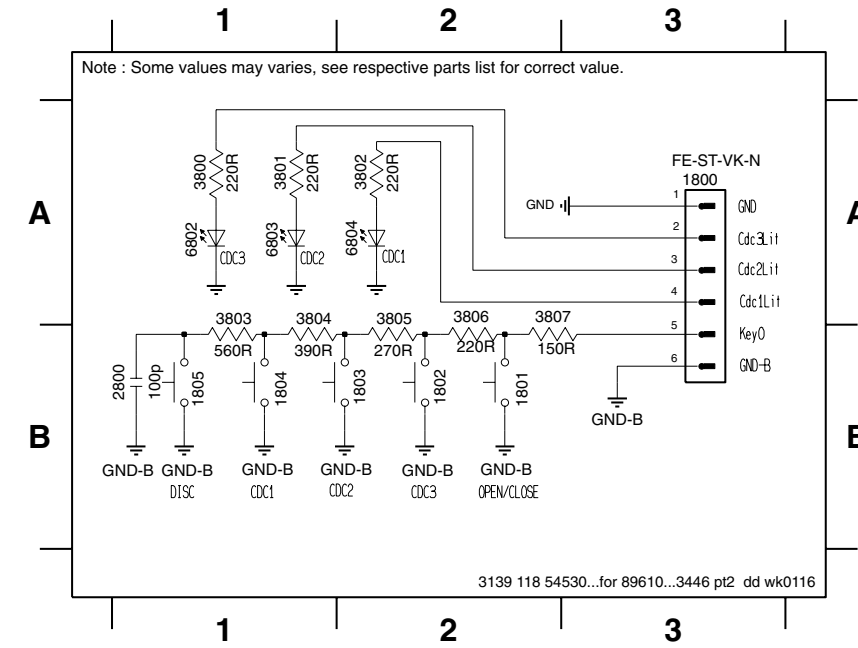 1 2 3
Note : Some values may varies, see respective parts list for correct value.
3800
220R
3801
220R
3802
220R
FE-ST-VK-N
1800
A
6802
CDC3
6803
CDC2
6804
CDC1
GND
1 GND
2 Cdc3Lit
3 Cdc2Lit
4 Cdc1Lit
5 Key0
6 GND-B
A
3803 3804 3805 3806 3807
560R 390R 270R 220R 150R
2800
100p
1805
1804
1803
1802
1801
GND-B
B
B
GND-B GND-B GND-B GND-B GND-B GND-B
DISC CDC1 CDC2 CDC3 OPEN/CLOSE
3139 118 54530...for 89610...3446 pt2 dd wk0116
1 2 3